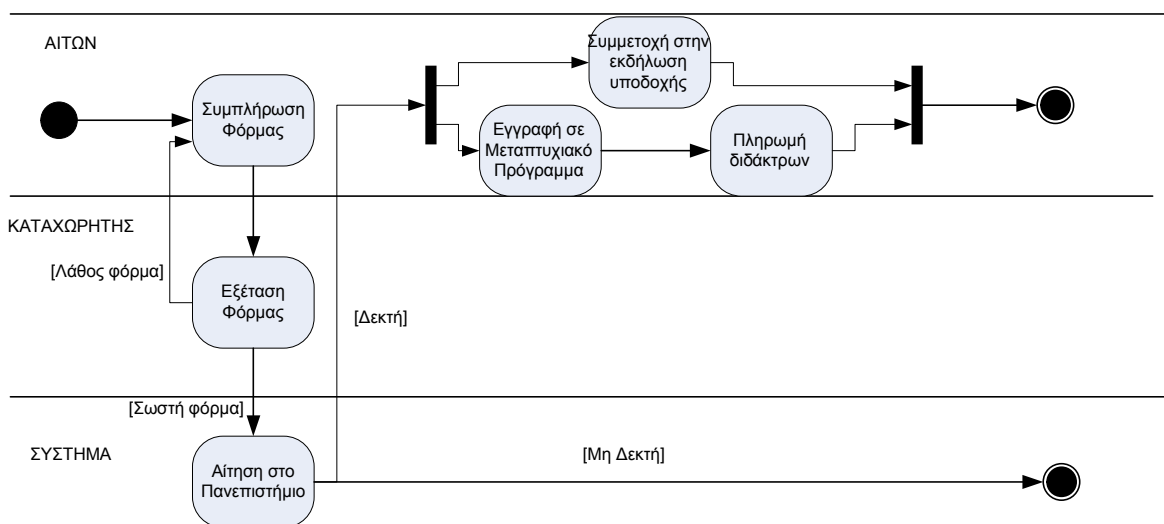 ΑΙΤΩΝ
Συμπλήρωση
Φόρμας
Συμμετοχή στην
εκδήλωση
υποδοχής
Εγγραφή σε
Μεταπτυχιακό
Πρόγραμμα
Πληρωμή
διδάκτρων
ΚΑΤΑΧΩΡΗΤΗΣ
[Λάθος φόρμα]
Εξέταση
Φόρμας
[Δεκτή]
[Σωστή φόρμα]
ΣΥΣΤΗΜΑ
Αίτηση στο
Πανεπιστήμιο
[Μη Δεκτή]